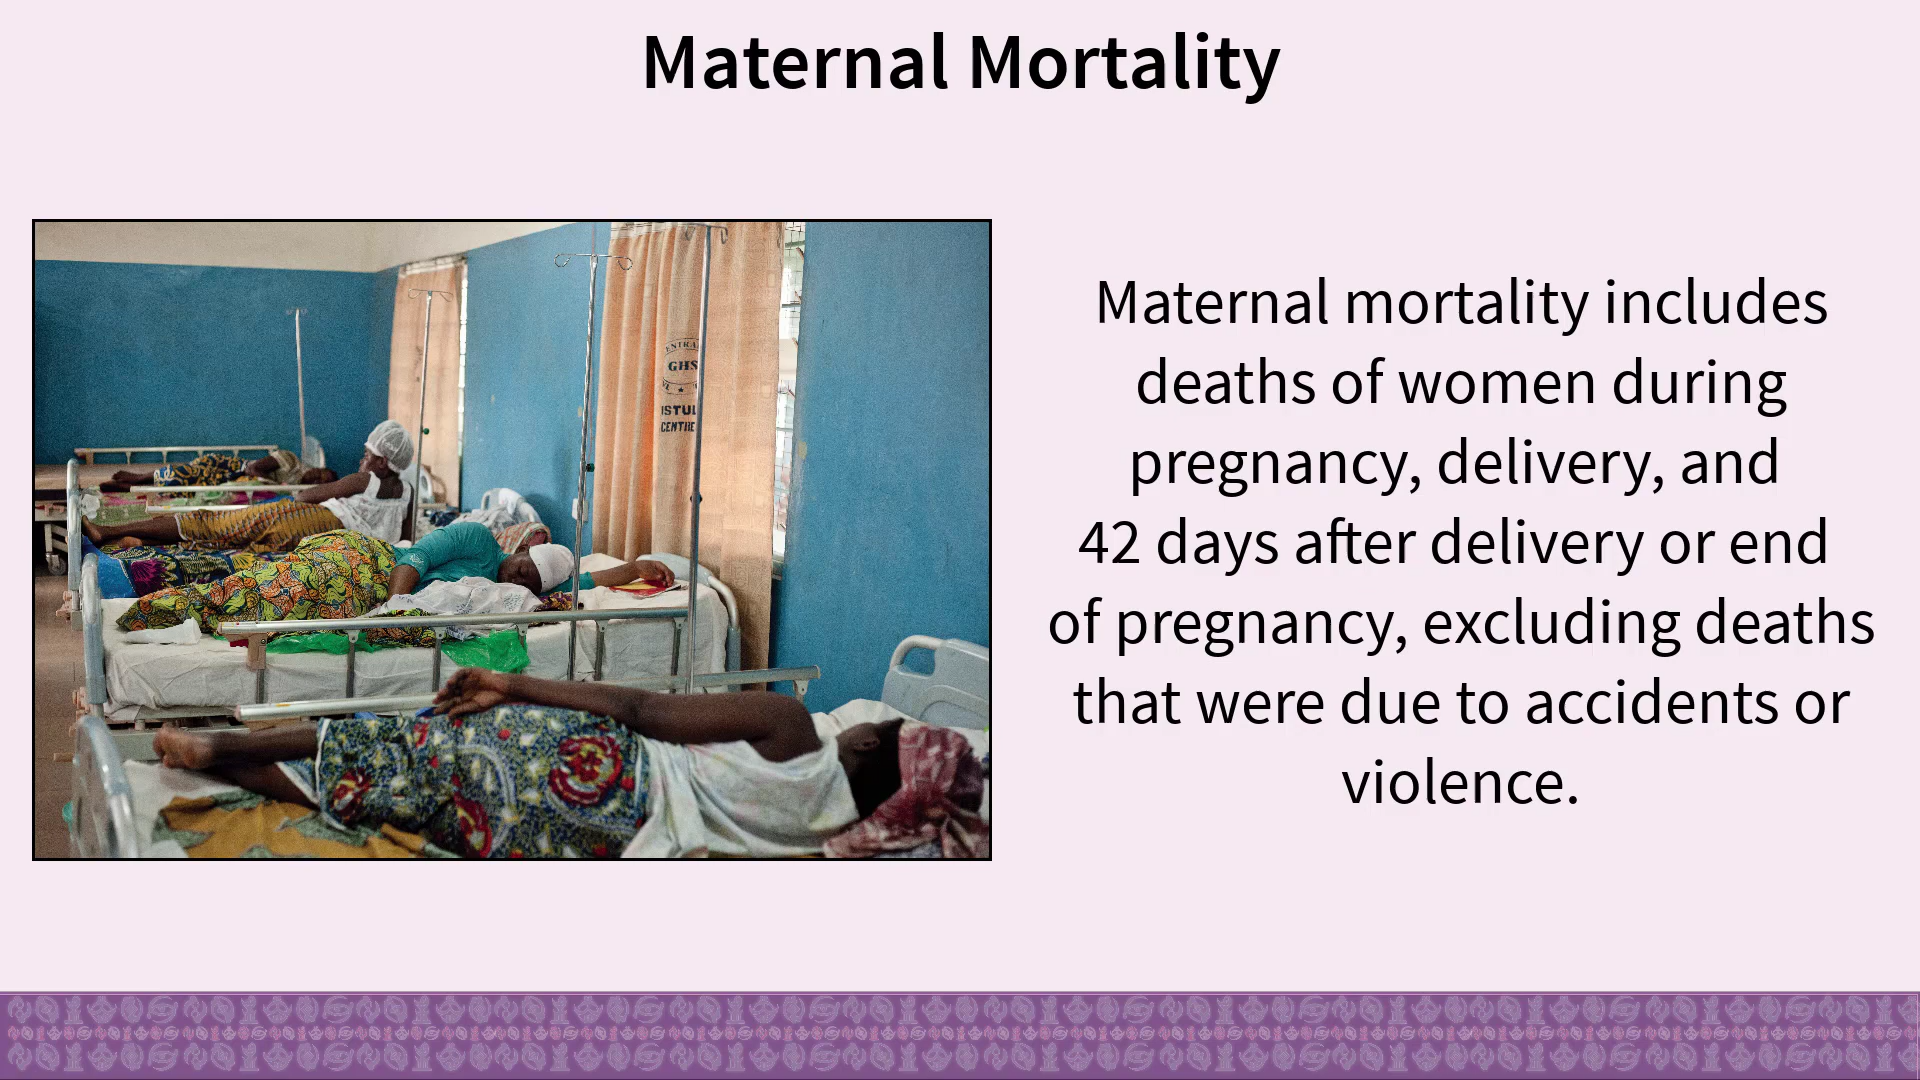 Maternal Mortality
Maternal mortality includes
deaths of women during
pregnancy, delivery, and
42 days after delivery or end
of pregnancy, excluding deaths
that were due to accidents or
violence.
GHS